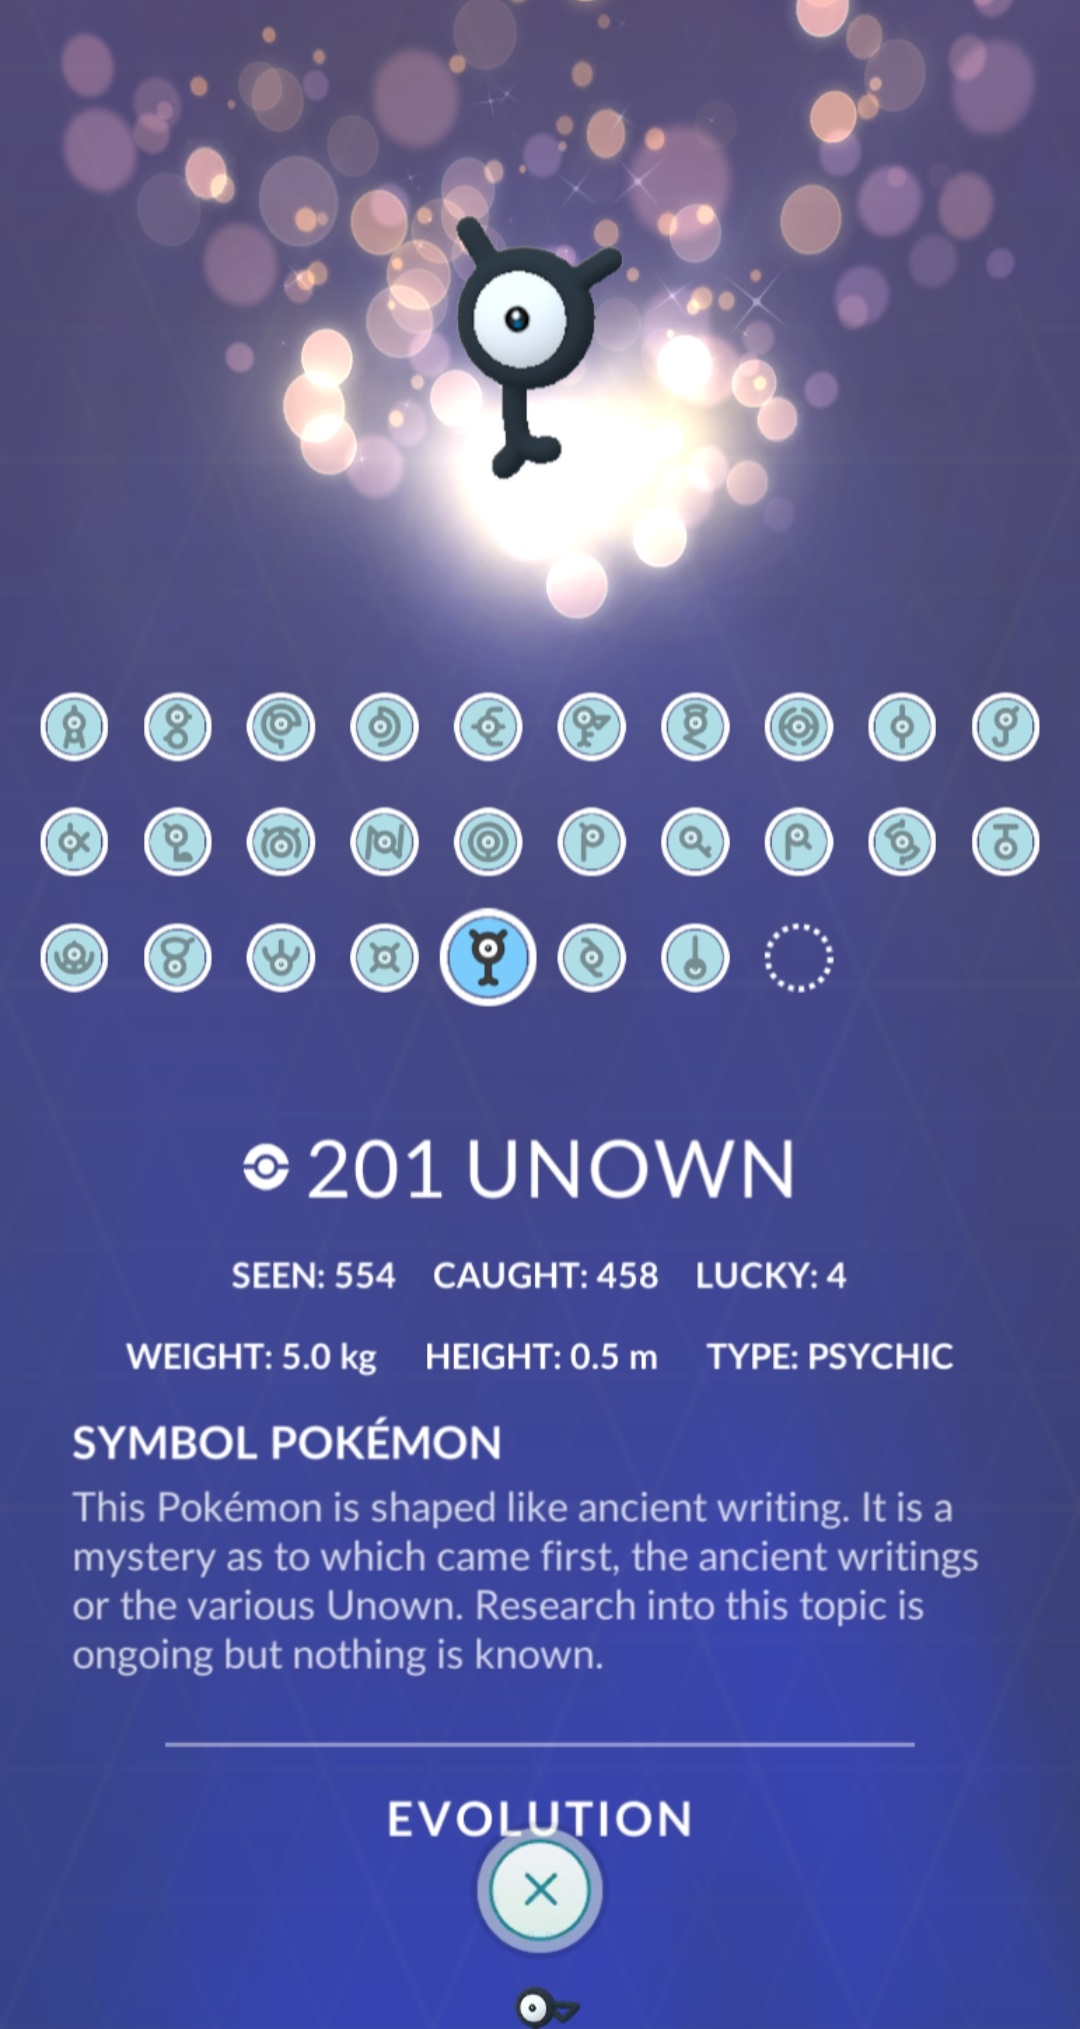 201 UNOWN
SEEN: 554 CAUGHT: 458 LUCKY: 4
WEIGHT: 5.0 kg HEIGHT: 0.5 m TYPE: PSYCHIC
SYMBOL POKÉMON
This Pokémon is shaped like ancient writing. It is a
mystery as to which came first, the ancient writings
or the various Unown. Research into this topic is
ongoing but nothing is known.
EVOLUTION